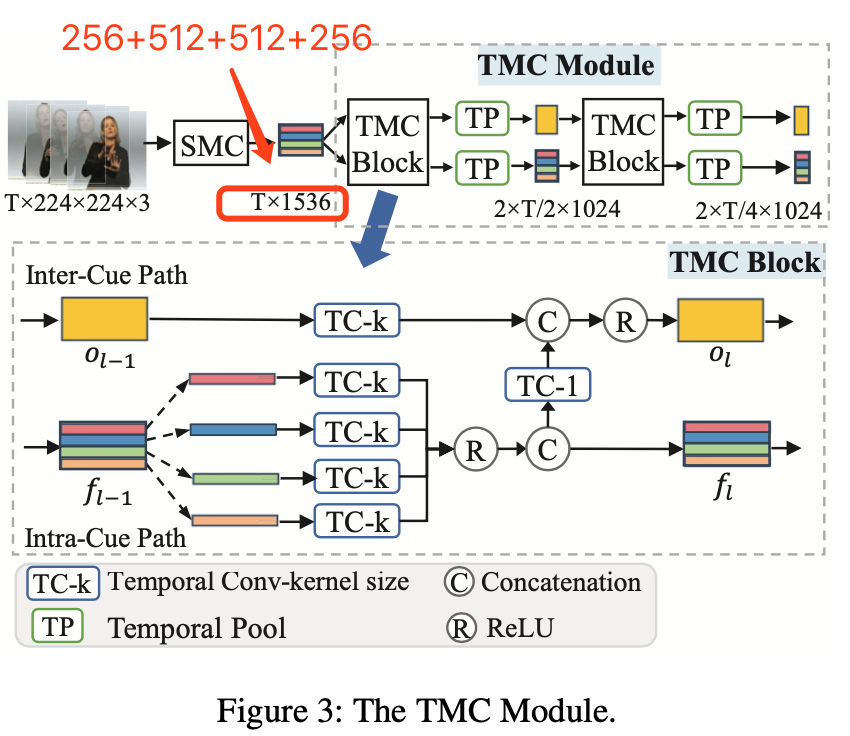 256+512+512+256
TMC Module
SMC
TMC Block
TP
TP
TMC Block
TP
TP
T×224×224×3
T×1536
2×T/2×1024
2×T/4×1024
TMC Block
Inter-Cue Path
o_{l−1}
TC-k
C
R
o_l
TC-1
TC-k
TC-k
TC-k
TC-k
R
C
f_{l−1}
f_l
Intra-Cue Path
TC-k Temporal Conv-kernel size C Concatenation
TP Temporal Pool R ReLU
Figure 3: The TMC Module.